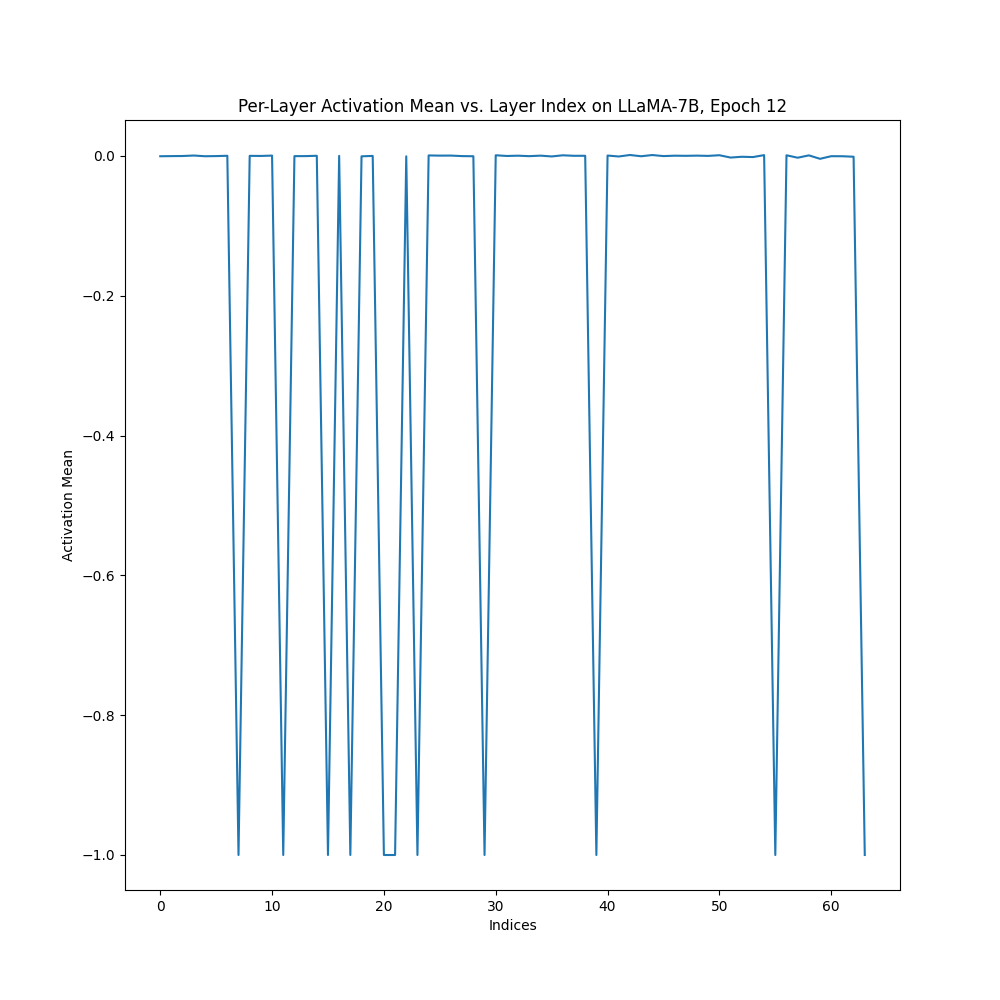 Per-Layer Activation Mean vs. Layer Index on LLaMA-7B, Epoch 12
0.0
−0.2
−0.4
−0.6
−0.8
−1.0
Activation Mean
0 10 20 30 40 50 60
Indices